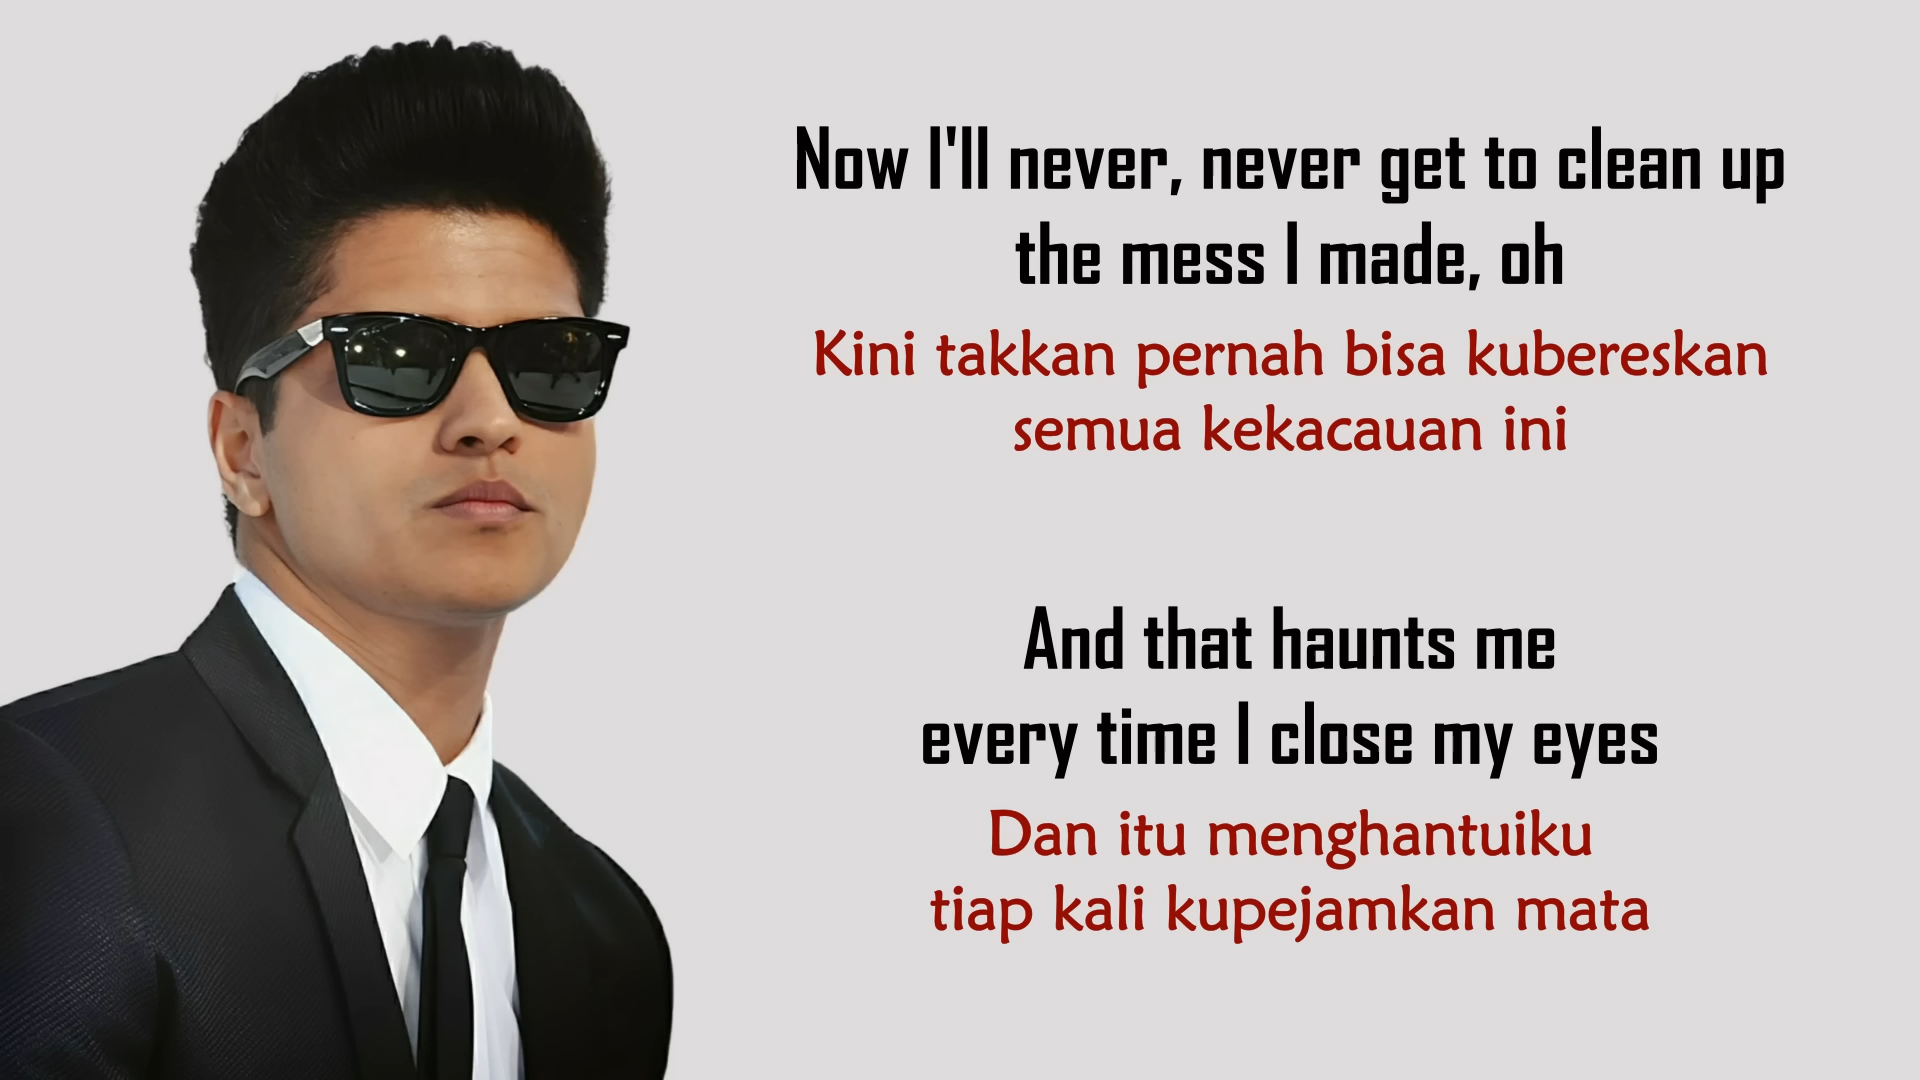 Now I'll never, never get to clean up
the mess I made, oh
Kini takkan pernah bisa kubereskan
semua kekacauan ini
And that haunts me
every time I close my eyes
Dan itu menghantuiku
tiap kali kupejamkan mata